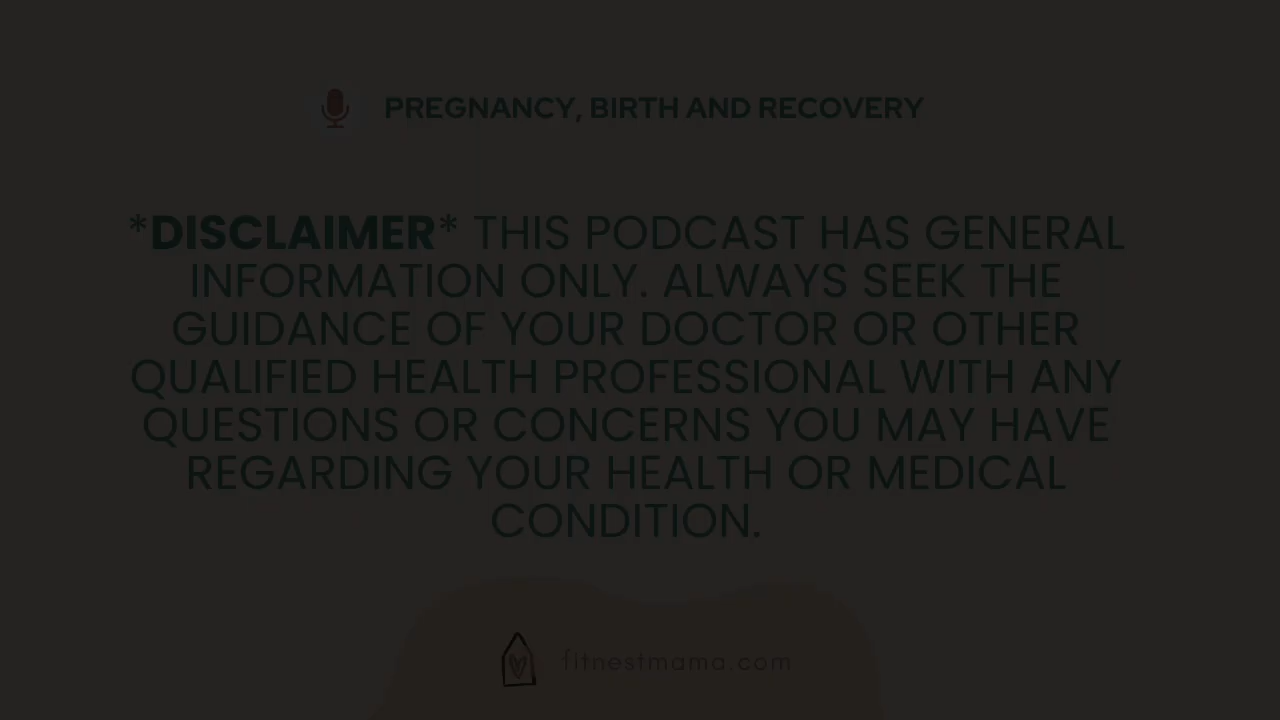 PREGNANCY, BIRTH AND RECOVERY
*DISCLAIMER* THIS PODCAST HAS GENERAL
INFORMATION ONLY. ALWAYS SEEK THE
GUIDANCE OF YOUR DOCTOR OR OTHER
QUALIFIED HEALTH PROFESSIONAL WITH ANY
QUESTIONS OR CONCERNS YOU MAY HAVE
REGARDING YOUR HEALTH OR MEDICAL
CONDITION.
fitnestmama.com